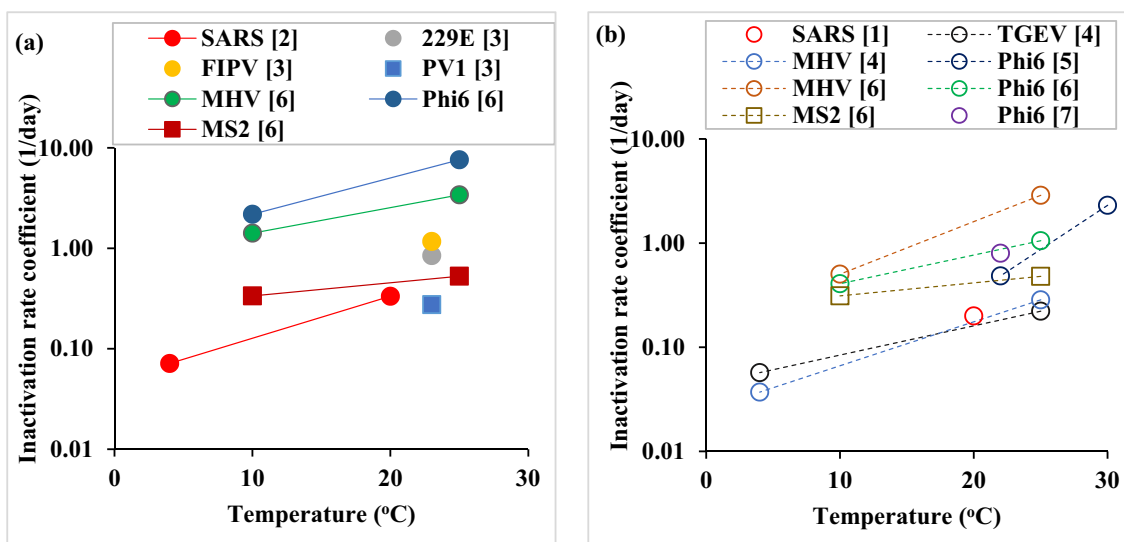 (a)
SARS [2]
229E [3]
FIPV [3]
PV1 [3]
MHV [6]
Phi6 [6]
MS2 [6]
Inactivation rate coefficient (1/day)
10.00
1.00
0.10
0.01
0
10
20
30
Temperature (ᵒC)
(b)
SARS [1]
TGEV [4]
MHV [4]
Phi6 [5]
MHV [6]
Phi6 [6]
MS2 [6]
Phi6 [7]
Inactivation rate coefficient (1/day)
10.00
1.00
0.10
0.01
0
10
20
30
Temperature (ᵒC)